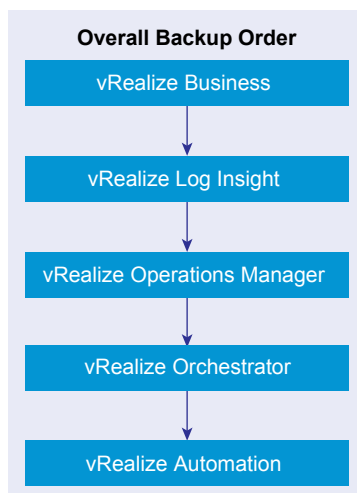 Overall Backup Order
vRealize Business
vRealize Log Insight
vRealize Operations Manager
vRealize Orchestrator
vRealize Automation